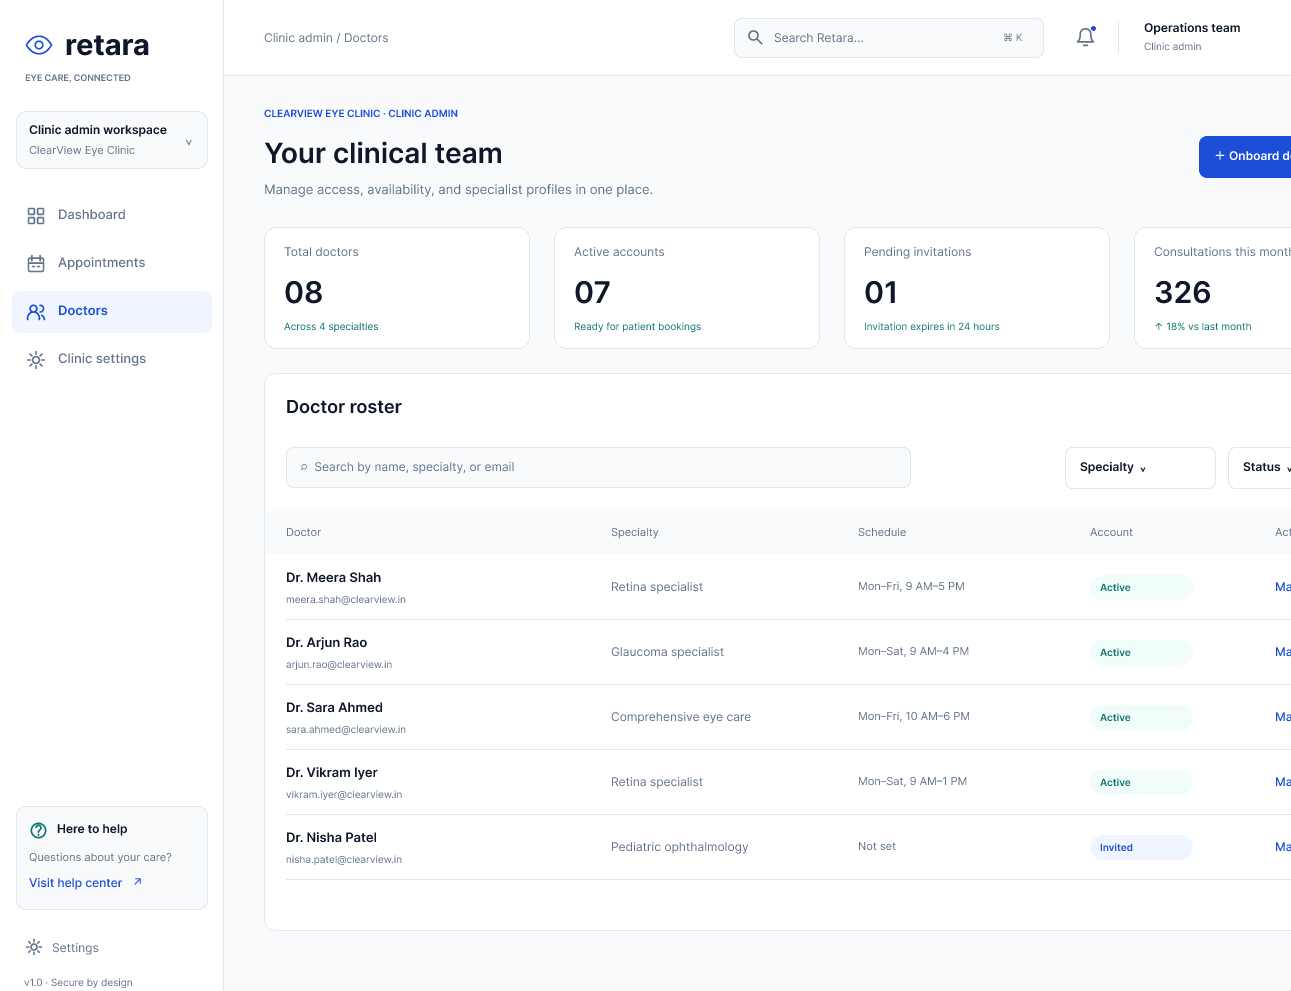 retara
EYE CARE, CONNECTED
Clinic admin workspace
ClearView Eye Clinic
Dashboard
Appointments
Doctors
Clinic settings
Here to help
Questions about your care?
Visit help center ↗
Settings
v1.0 · Secure by design
Clinic admin / Doctors
Search Retara...
⌘ K
Operations team
Clinic admin
CLEARVIEW EYE CLINIC · CLINIC ADMIN
Your clinical team
Manage access, availability, and specialist profiles in one place.
+ Onboard d
Total doctors
08
Across 4 specialties
Active accounts
07
Ready for patient bookings
Pending invitations
01
Invitation expires in 24 hours
Consultations this month
326
↑ 18% vs last month
Doctor roster
Search by name, specialty, or email
Specialty
Status
Doctor Specialty Schedule Account Act
Dr. Meera Shah
meera.shah@clearview.in
Retina specialist
Mon–Fri, 9 AM–5 PM
Active
Ma
Dr. Arjun Rao
arjun.rao@clearview.in
Glaucoma specialist
Mon–Sat, 9 AM–4 PM
Active
Ma
Dr. Sara Ahmed
sara.ahmed@clearview.in
Comprehensive eye care
Mon–Fri, 10 AM–6 PM
Active
Ma
Dr. Vikram Iyer
vikram.iyer@clearview.in
Retina specialist
Mon–Sat, 9 AM–1 PM
Active
Ma
Dr. Nisha Patel
nisha.patel@clearview.in
Pediatric ophthalmology
Not set
Invited
Ma